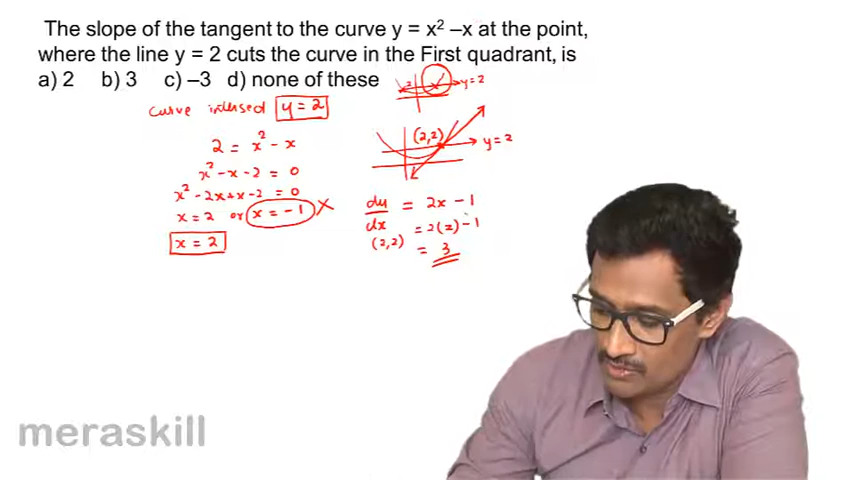 The slope of the tangent to the curve y = x² –x at the point,
where the line y = 2 cuts the curve in the First quadrant, is
a) 2 b) 3 c) –3 d) none of these
curve intersed y = 2
y = 2
2 = x² - x
(2,2)
y = 2
x² - x - 2 = 0
x² - 2x + x - 2 = 0
x = 2 or x = -1 X
x = 2
dy/dx = 2x - 1
= 2(2) - 1
(2,2)
= 3
meraskill